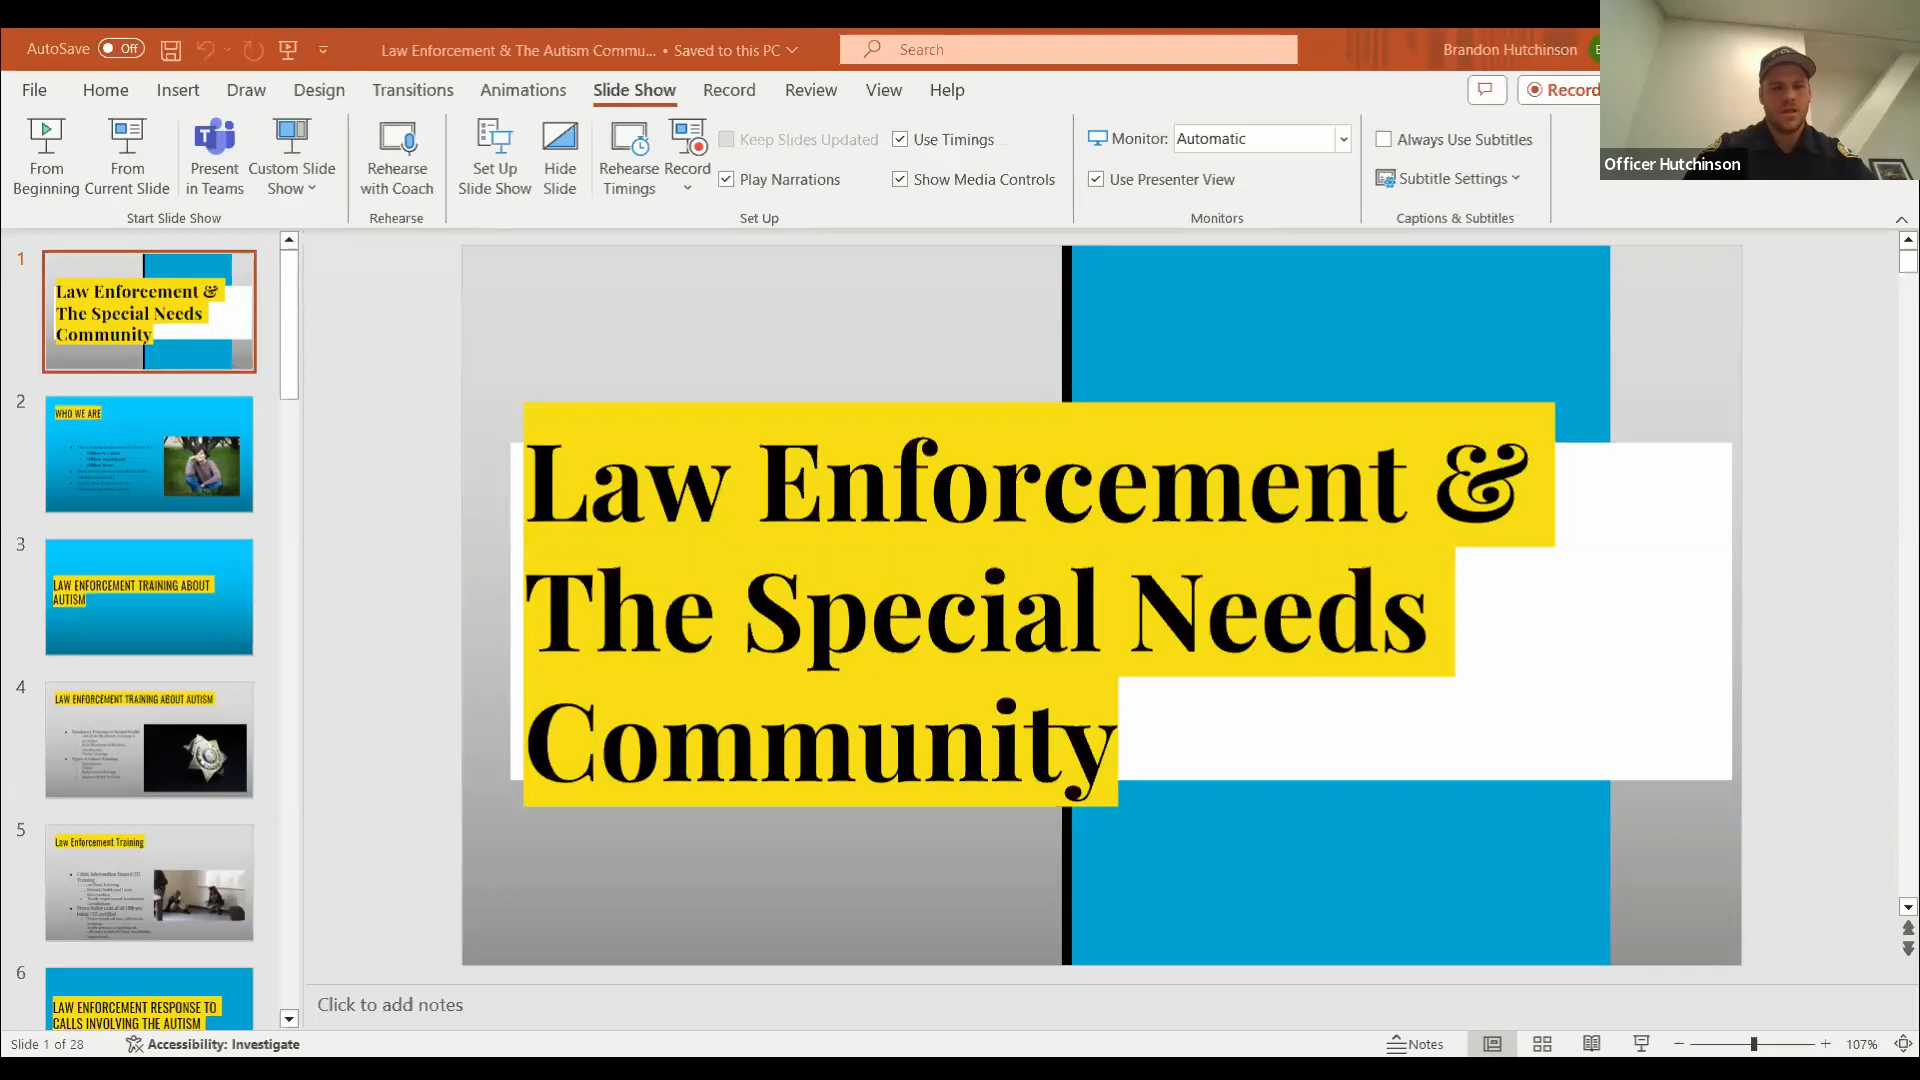 AutoSave Off
Law Enforcement & The Autism Commu... • Saved to this PC
Search
Brandon Hutchinson
File Home Insert Draw Design Transitions Animations Slide Show Record Review View Help
Record
From Beginning
From Current Slide
Present in Teams
Custom Slide Show
Start Slide Show
Rehearse with Coach
Rehearse
Set Up Slide Show
Hide Slide
Rehearse Timings
Record
Keep Slides Updated
Play Narrations
Use Timings
Show Media Controls
Set Up
Monitor: Automatic
Use Presenter View
Monitors
Always Use Subtitles
Subtitle Settings
Captions & Subtitles
Officer Hutchinson
1
Law Enforcement &
The Special Needs
Community
2
WHO WE ARE
3
LAW ENFORCEMENT TRAINING ABOUT
AUTISM
4
LAW ENFORCEMENT TRAINING ABOUT AUTISM
5
Law Enforcement Training
6
LAW ENFORCEMENT RESPONSE TO
CALLS INVOLVING THE AUTISM
Law Enforcement &
The Special Needs
Community
Click to add notes
Slide 1 of 28
Accessibility: Investigate
Notes
107%